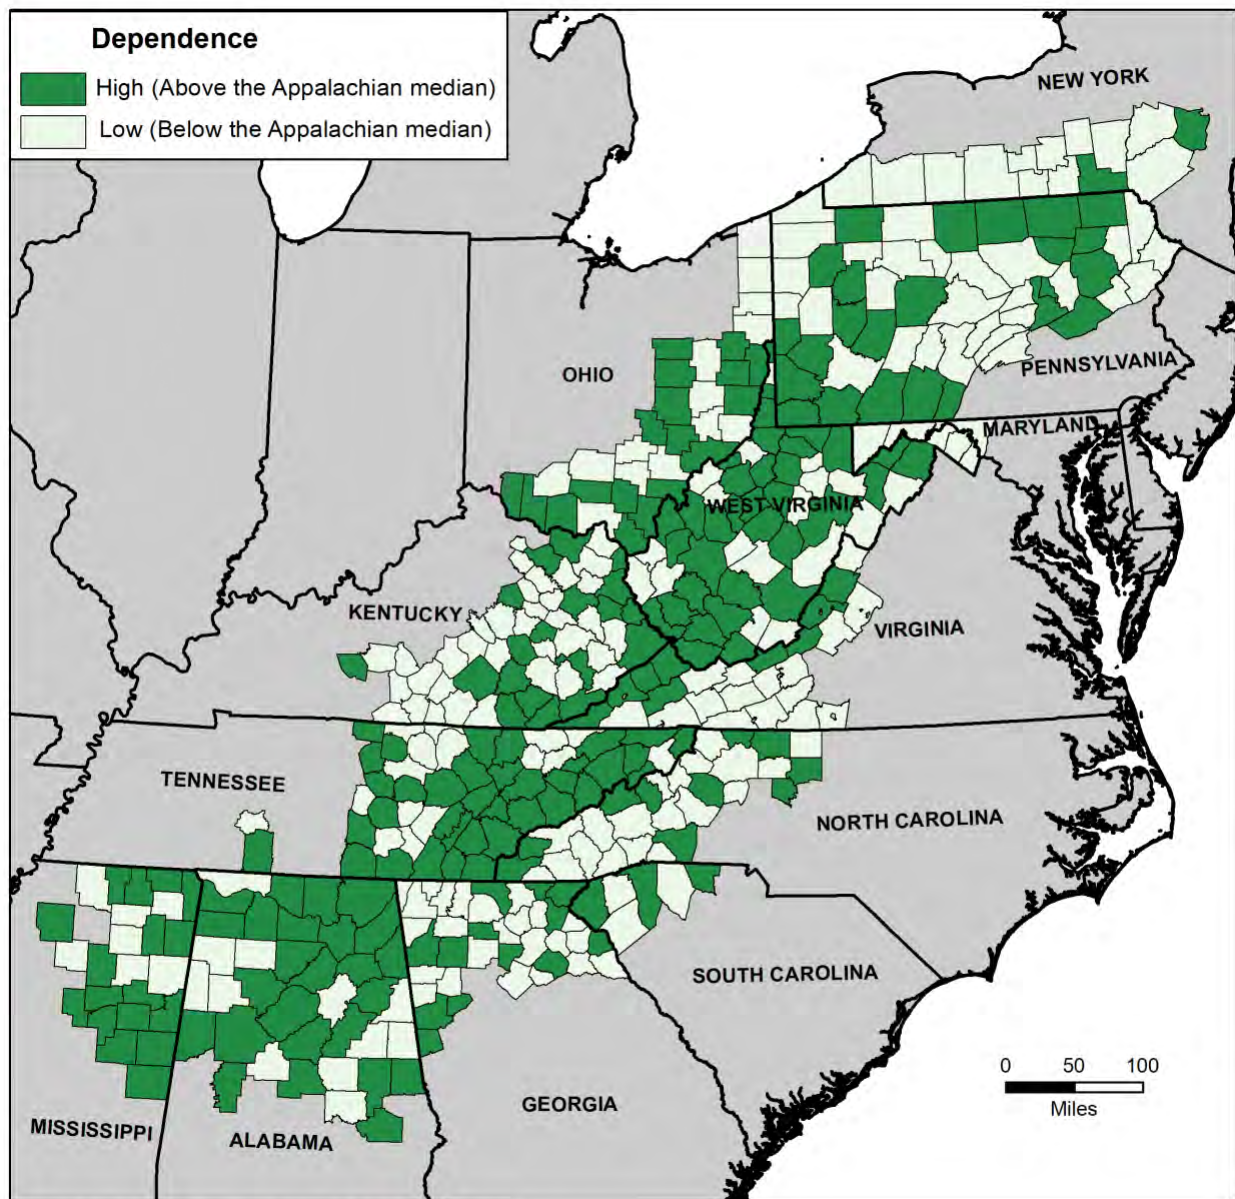 Dependence
High (Above the Appalachian median)
Low (Below the Appalachian median)
NEW YORK
PENNSYLVANIA
OHIO
MARYLAND
WEST VIRGINIA
KENTUCKY
VIRGINIA
TENNESSEE
NORTH CAROLINA
SOUTH CAROLINA
0 50 100
Miles
GEORGIA
MISSISSIPPI
ALABAMA